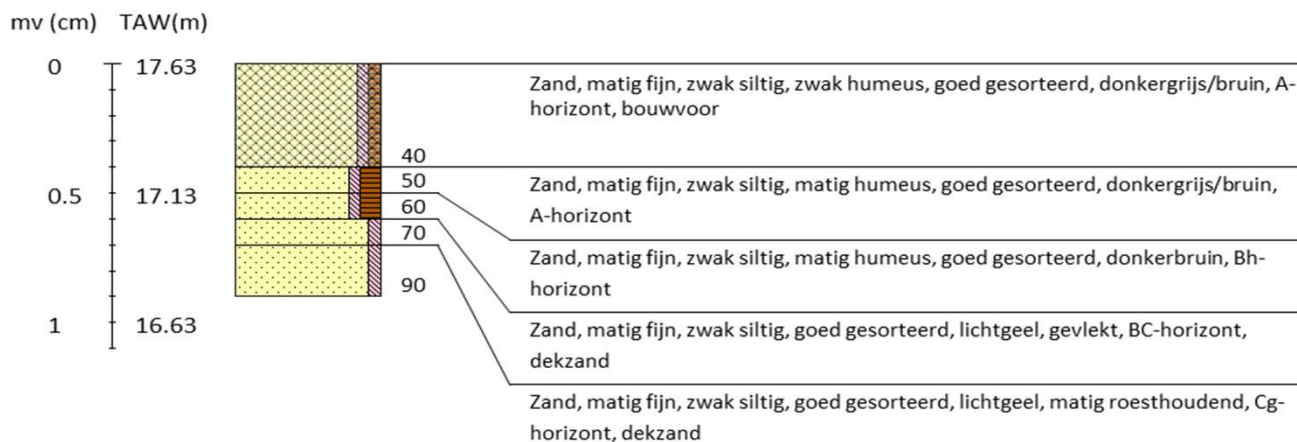 mv (cm) TAW(m)
0 17.63
Zand, matig fijn, zwak siltig, zwak humeus, goed gesorteerd, donkergrijs/bruin, A-
horizont, bouwvoor
40
Zand, matig fijn, zwak siltig, matig humeus, goed gesorteerd, donkergrijs/bruin,
A-horizont
50
0.5 17.13
60
70
Zand, matig fijn, zwak siltig, matig humeus, goed gesorteerd, donkerbruin, Bh-
horizont
90
1 16.63
Zand, matig fijn, zwak siltig, goed gesorteerd, lichtgeel, gevlekt, BC-horizont,
dekzand
Zand, matig fijn, zwak siltig, goed gesorteerd, lichtgeel, matig roesthoudend, Cg-
horizont, dekzand